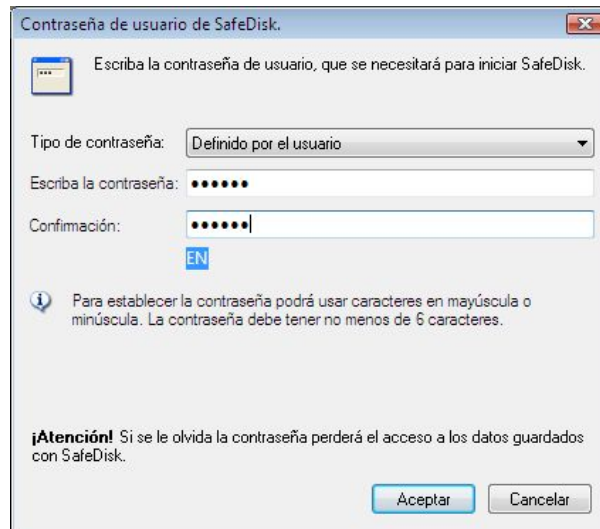 Contraseña de usuario de SafeDisk.
Escriba la contraseña de usuario, que se necesitará para iniciar SafeDisk.
Tipo de contraseña: Definido por el usuario
Escriba la contraseña: ••••••
Confirmación: ••••••
EN
Para establecer la contraseña podrá usar caracteres en mayúscula o
minúscula. La contraseña debe tener no menos de 6 caracteres.
¡Atención! Si se le olvida la contraseña perderá el acceso a los datos guardados
con SafeDisk.
Aceptar Cancelar